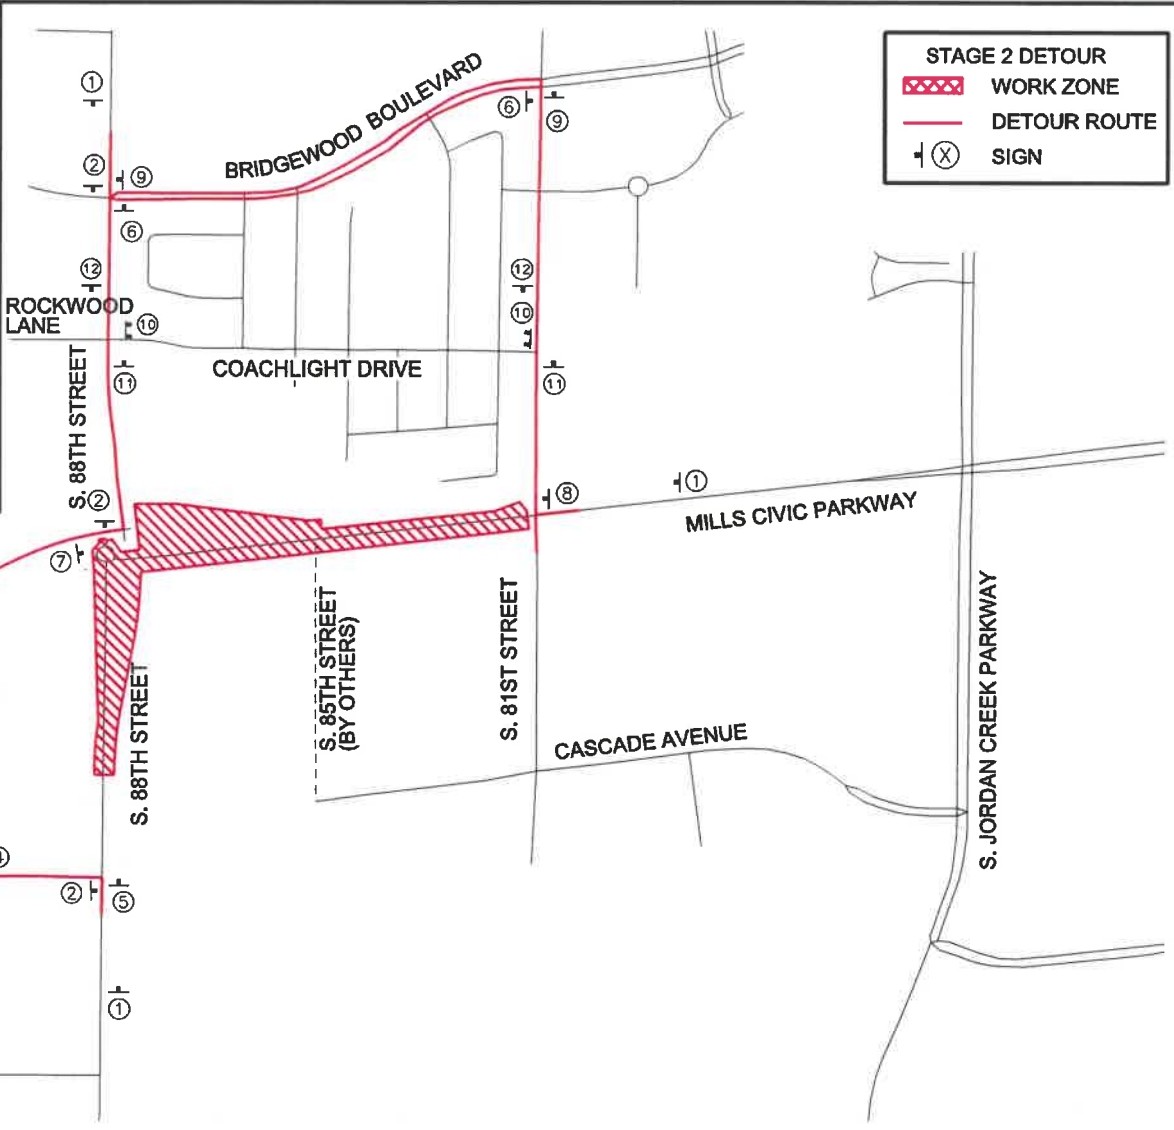 STAGE 2 DETOUR
WORK ZONE
DETOUR ROUTE
X SIGN
1
BRIDGEWOOD BOULEVARD
6
9
2
9
6
12
12
ROCKWOOD
LANE
10
10
COACHLIGHT DRIVE
11
11
S. 88TH STREET
1
8
2
MILLS CIVIC PARKWAY
7
S. 85TH STREET
(BY OTHERS)
S. 81ST STREET
S. 88TH STREET
S. JORDAN CREEK PARKWAY
CASCADE AVENUE
2
5
1